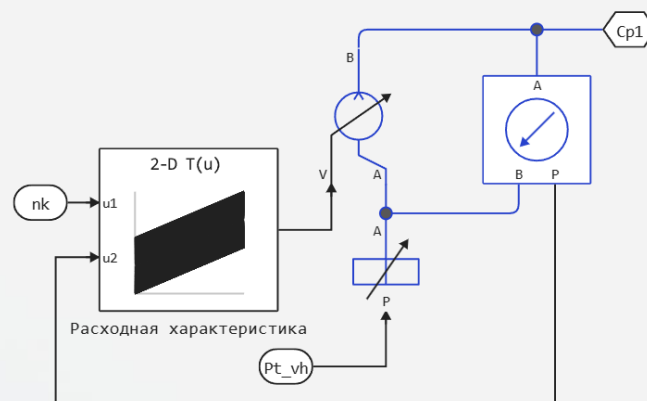 Cp1
B
A
2-D T(u)
nk
u1
V
A
B
P
u2
A
P
Расходная характеристика
Pt_vh